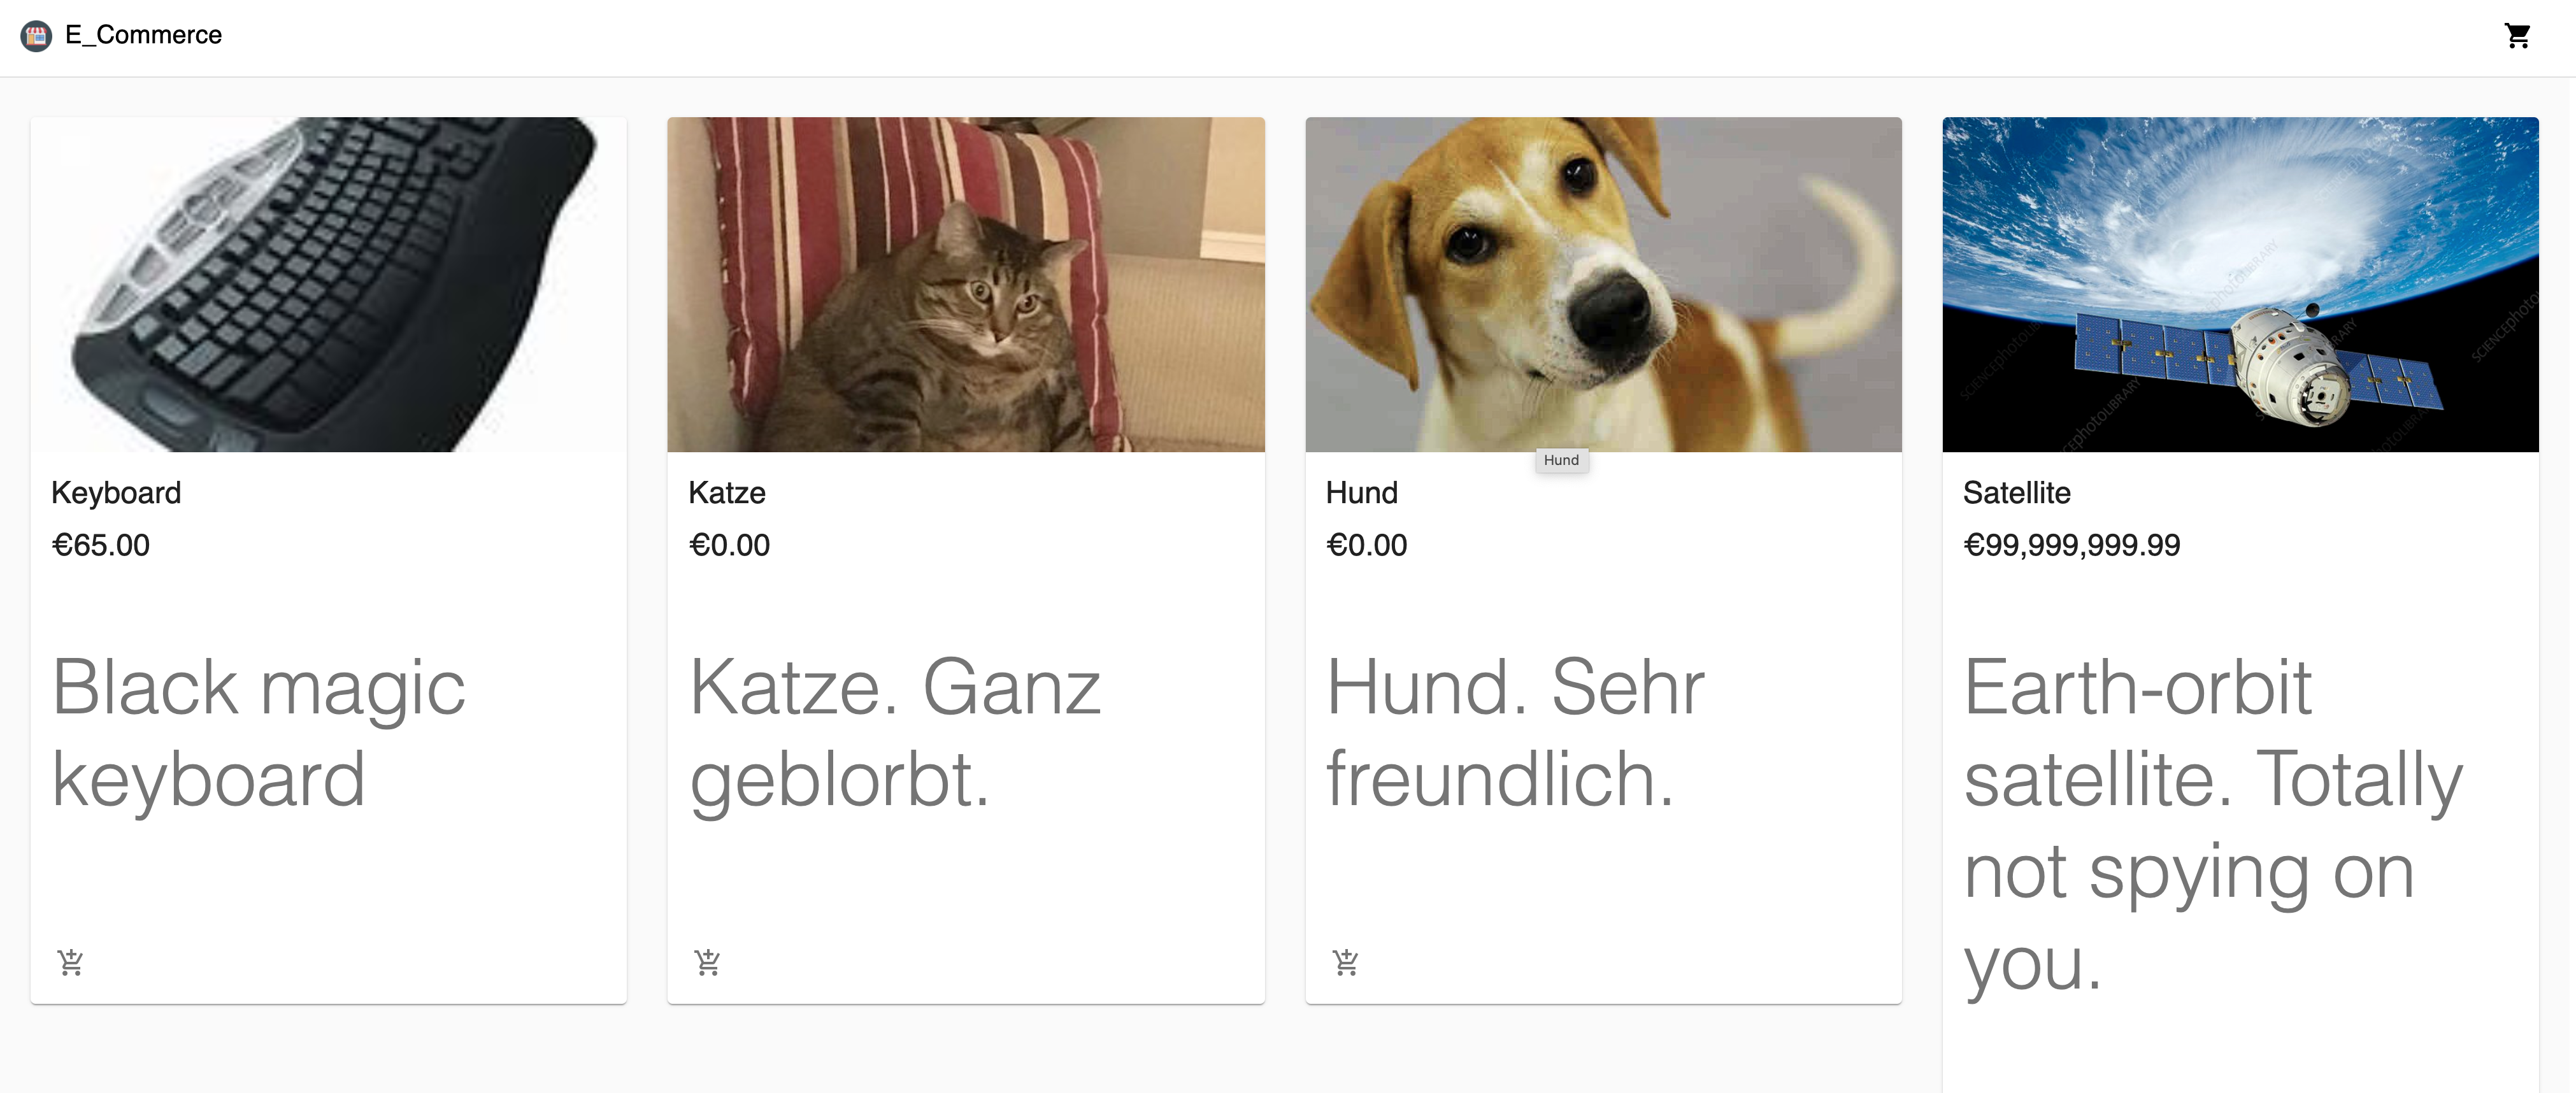 E_Commerce
Keyboard
€65.00
Black magic
keyboard
Katze
€0.00
Katze. Ganz
geblorbt.
Hund
Hund
€0.00
Hund. Sehr
freundlich.
SCIENCEphotoLIBRARY
Satellite
€99,999,999.99
Earth-orbit
satellite. Totally
not spying on
you.